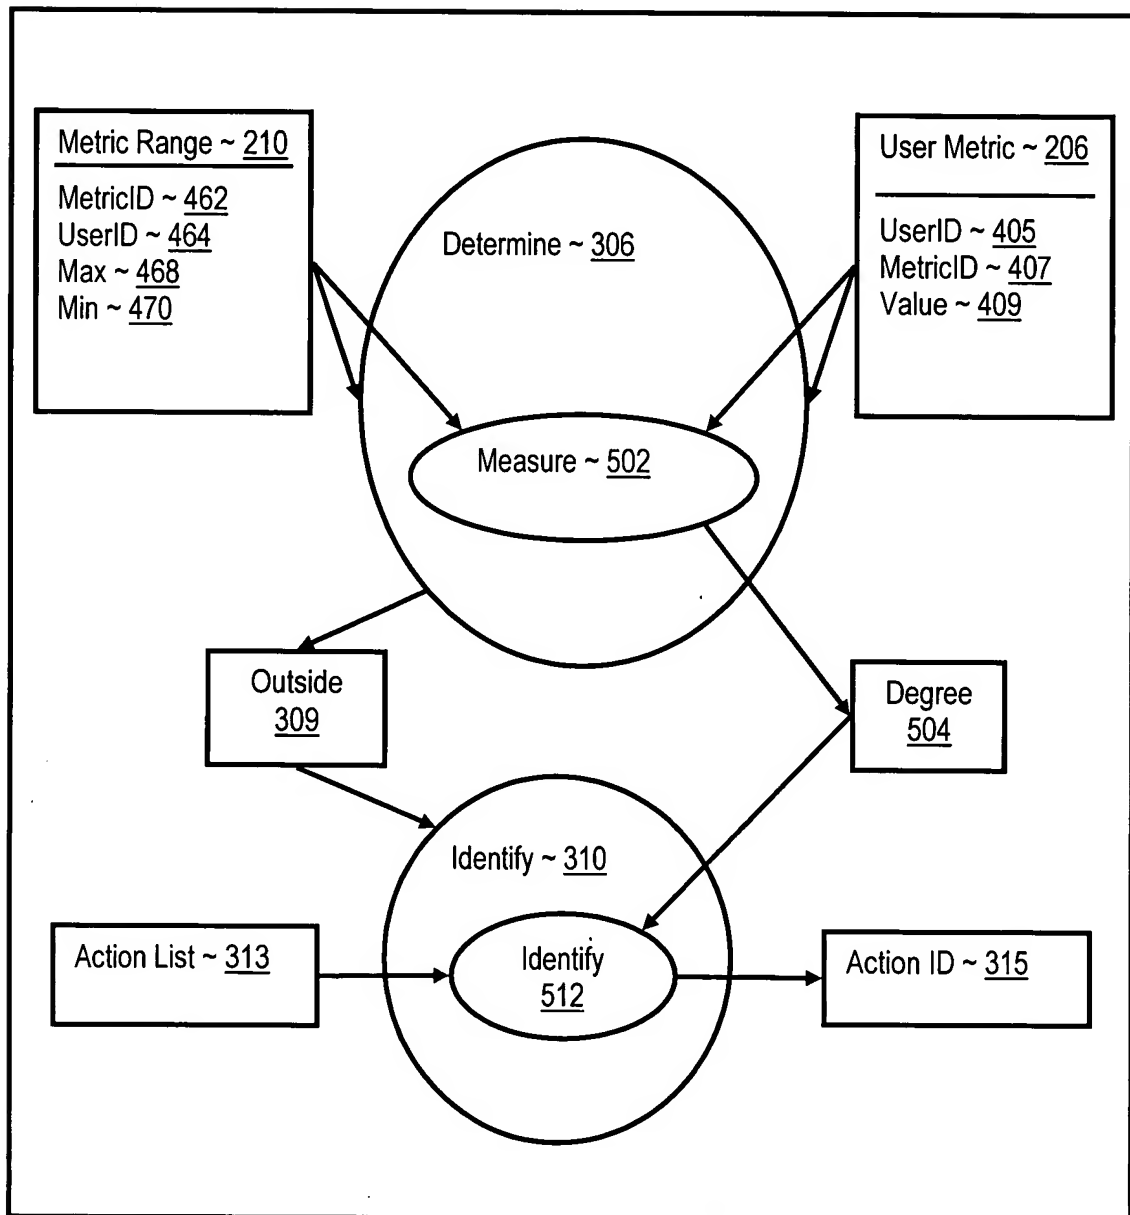 Metric Range ~ 210
MetricID ~ 462
UserID ~ 464
Max ~ 468
Min ~ 470
User Metric ~ 206
UserID ~ 405
MetricID ~ 407
Value ~ 409
Determine ~ 306
Measure ~ 502
Outside
309
Degree
504
Identify ~ 310
Action List ~ 313
Identify
512
Action ID ~ 315